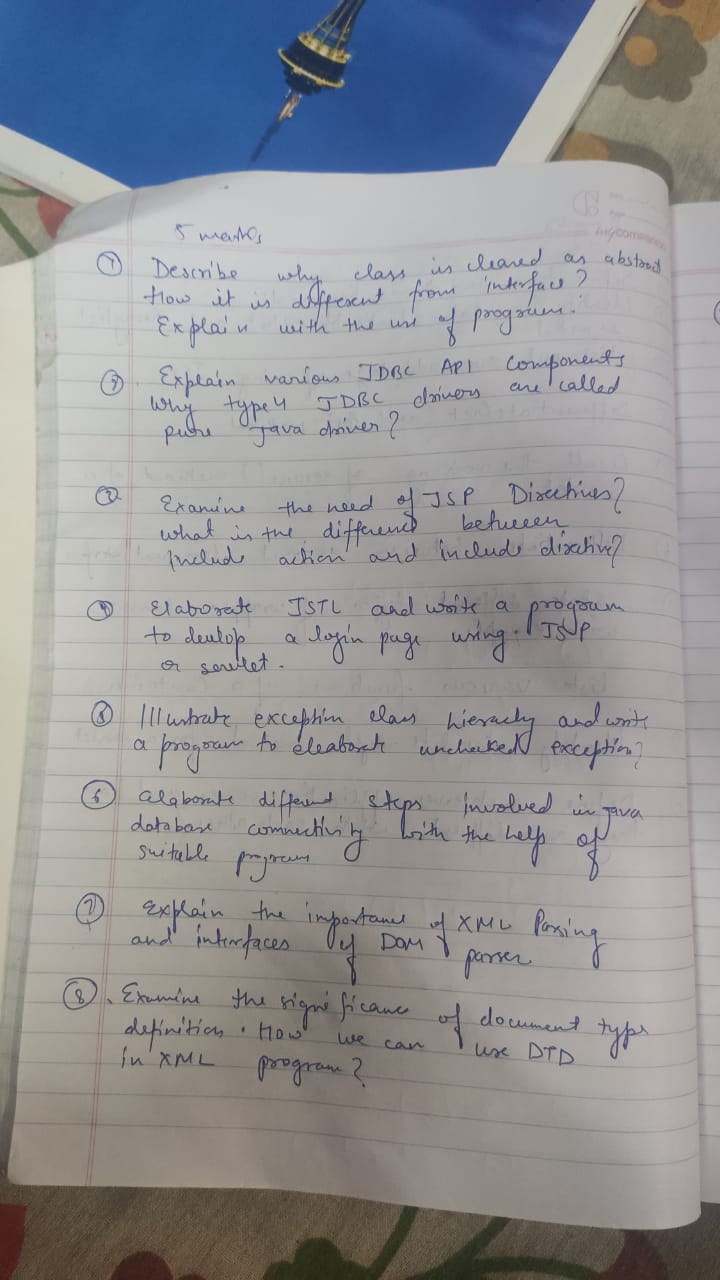 5 marks
① Describe why class is cleared as abstract
How it is different from interface?
Explain with the use of program.
③ Explain various JDBC API Components
Why type 4 JDBC drivers are called
pure Java driver?
② Examine the need of JSP Directives?
what is the difference between
include action and include dirctive?
④ Elaborate JSTL and write a program
to devlop a login page using JSP
or servlet.
⑤ Illustrate exception class hierachy and write
a program to eleaborate unchecked exception?
⑥ Elaborate different steps involved in java
database connectivity with the help of
suitable program
⑦ Explain the importance of XML Parsing
and interfaces of DOM parser
⑧. Examine the significance of document type
definition. How we can use DTD
in XML program?